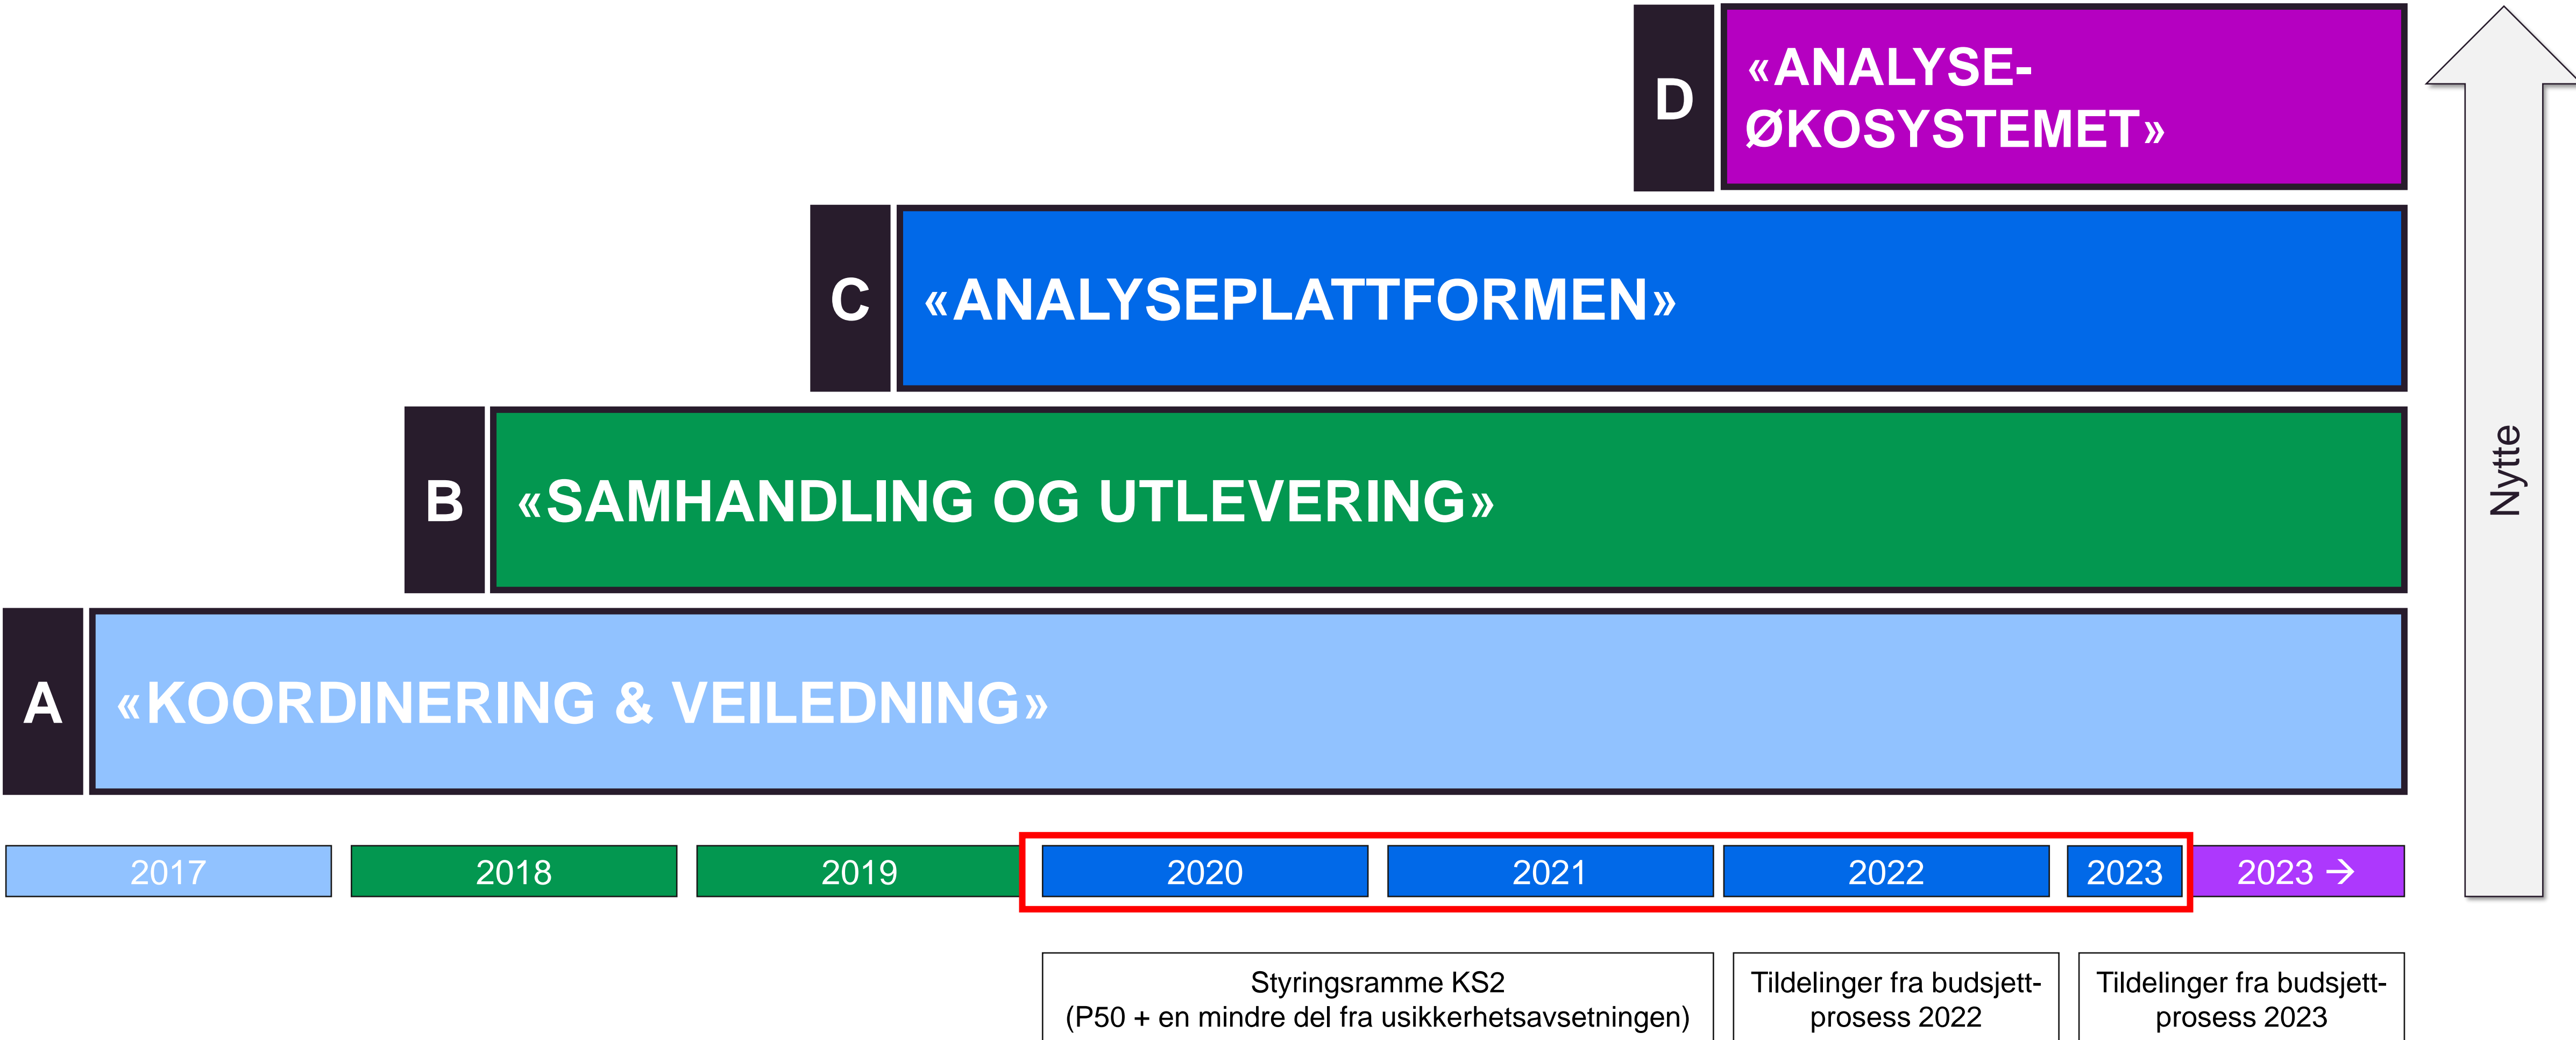 D
«ANALYSE-
ØKOSYSTEMET»
C
«ANALYSEPLATTFORMEN»
B
«SAMHANDLING OG UTLEVERING»
A
«KOORDINERING & VEILEDNING»
Nytte
2017
2018
2019
2020
2021
2022
2023
2023 →
Styringsramme KS2
(P50 + en mindre del fra usikkerhetsavsetningen)
Tildelinger fra budsjett-
prosess 2022
Tildelinger fra budsjett-
prosess 2023